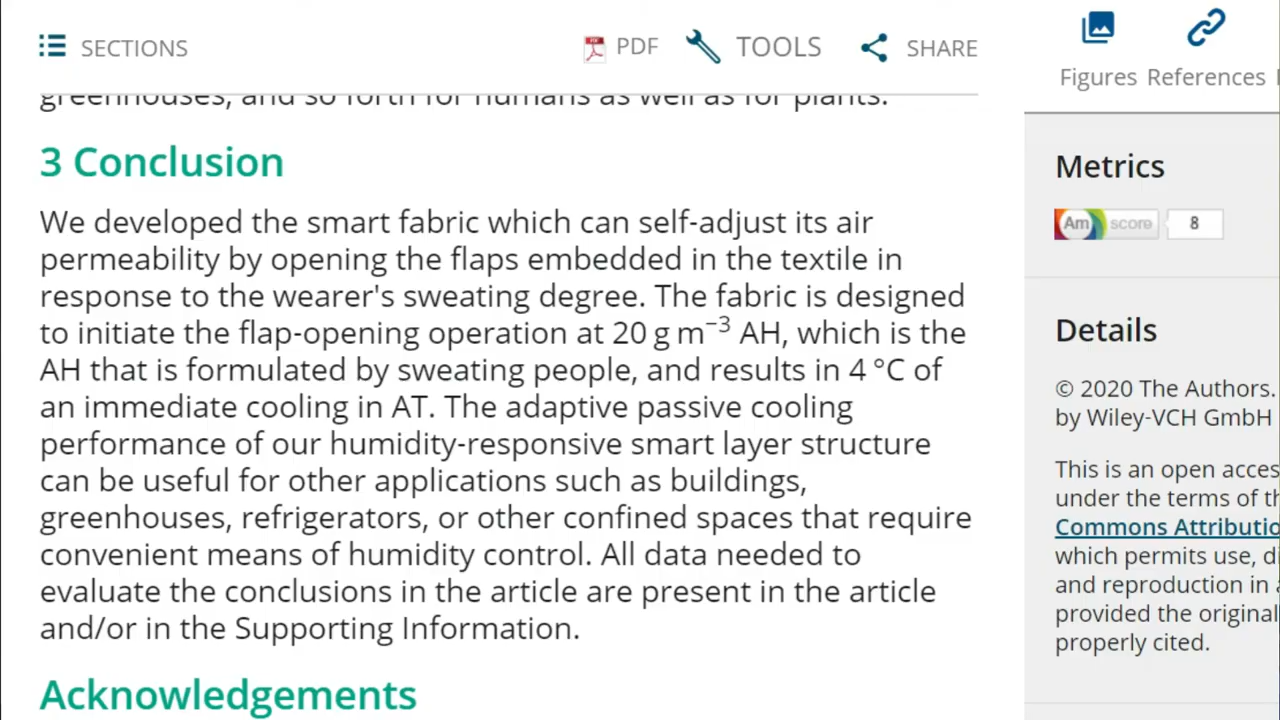 SECTIONS
PDF
TOOLS
SHARE
Figures
References
greenhouses, and so forth for humans as well as for plants.
3 Conclusion
We developed the smart fabric which can self-adjust its air
permeability by opening the flaps embedded in the textile in
response to the wearer's sweating degree. The fabric is designed
to initiate the flap-opening operation at 20 g m⁻³ AH, which is the
AH that is formulated by sweating people, and results in 4 °C of
an immediate cooling in AT. The adaptive passive cooling
performance of our humidity-responsive smart layer structure
can be useful for other applications such as buildings,
greenhouses, refrigerators, or other confined spaces that require
convenient means of humidity control. All data needed to
evaluate the conclusions in the article are present in the article
and/or in the Supporting Information.
Acknowledgements
Metrics
Am score 8
Details
© 2020 The Authors.
by Wiley-VCH GmbH
This is an open
under the terms of
Commons
which permits use,
and reproduction in
provided the original
properly cited.